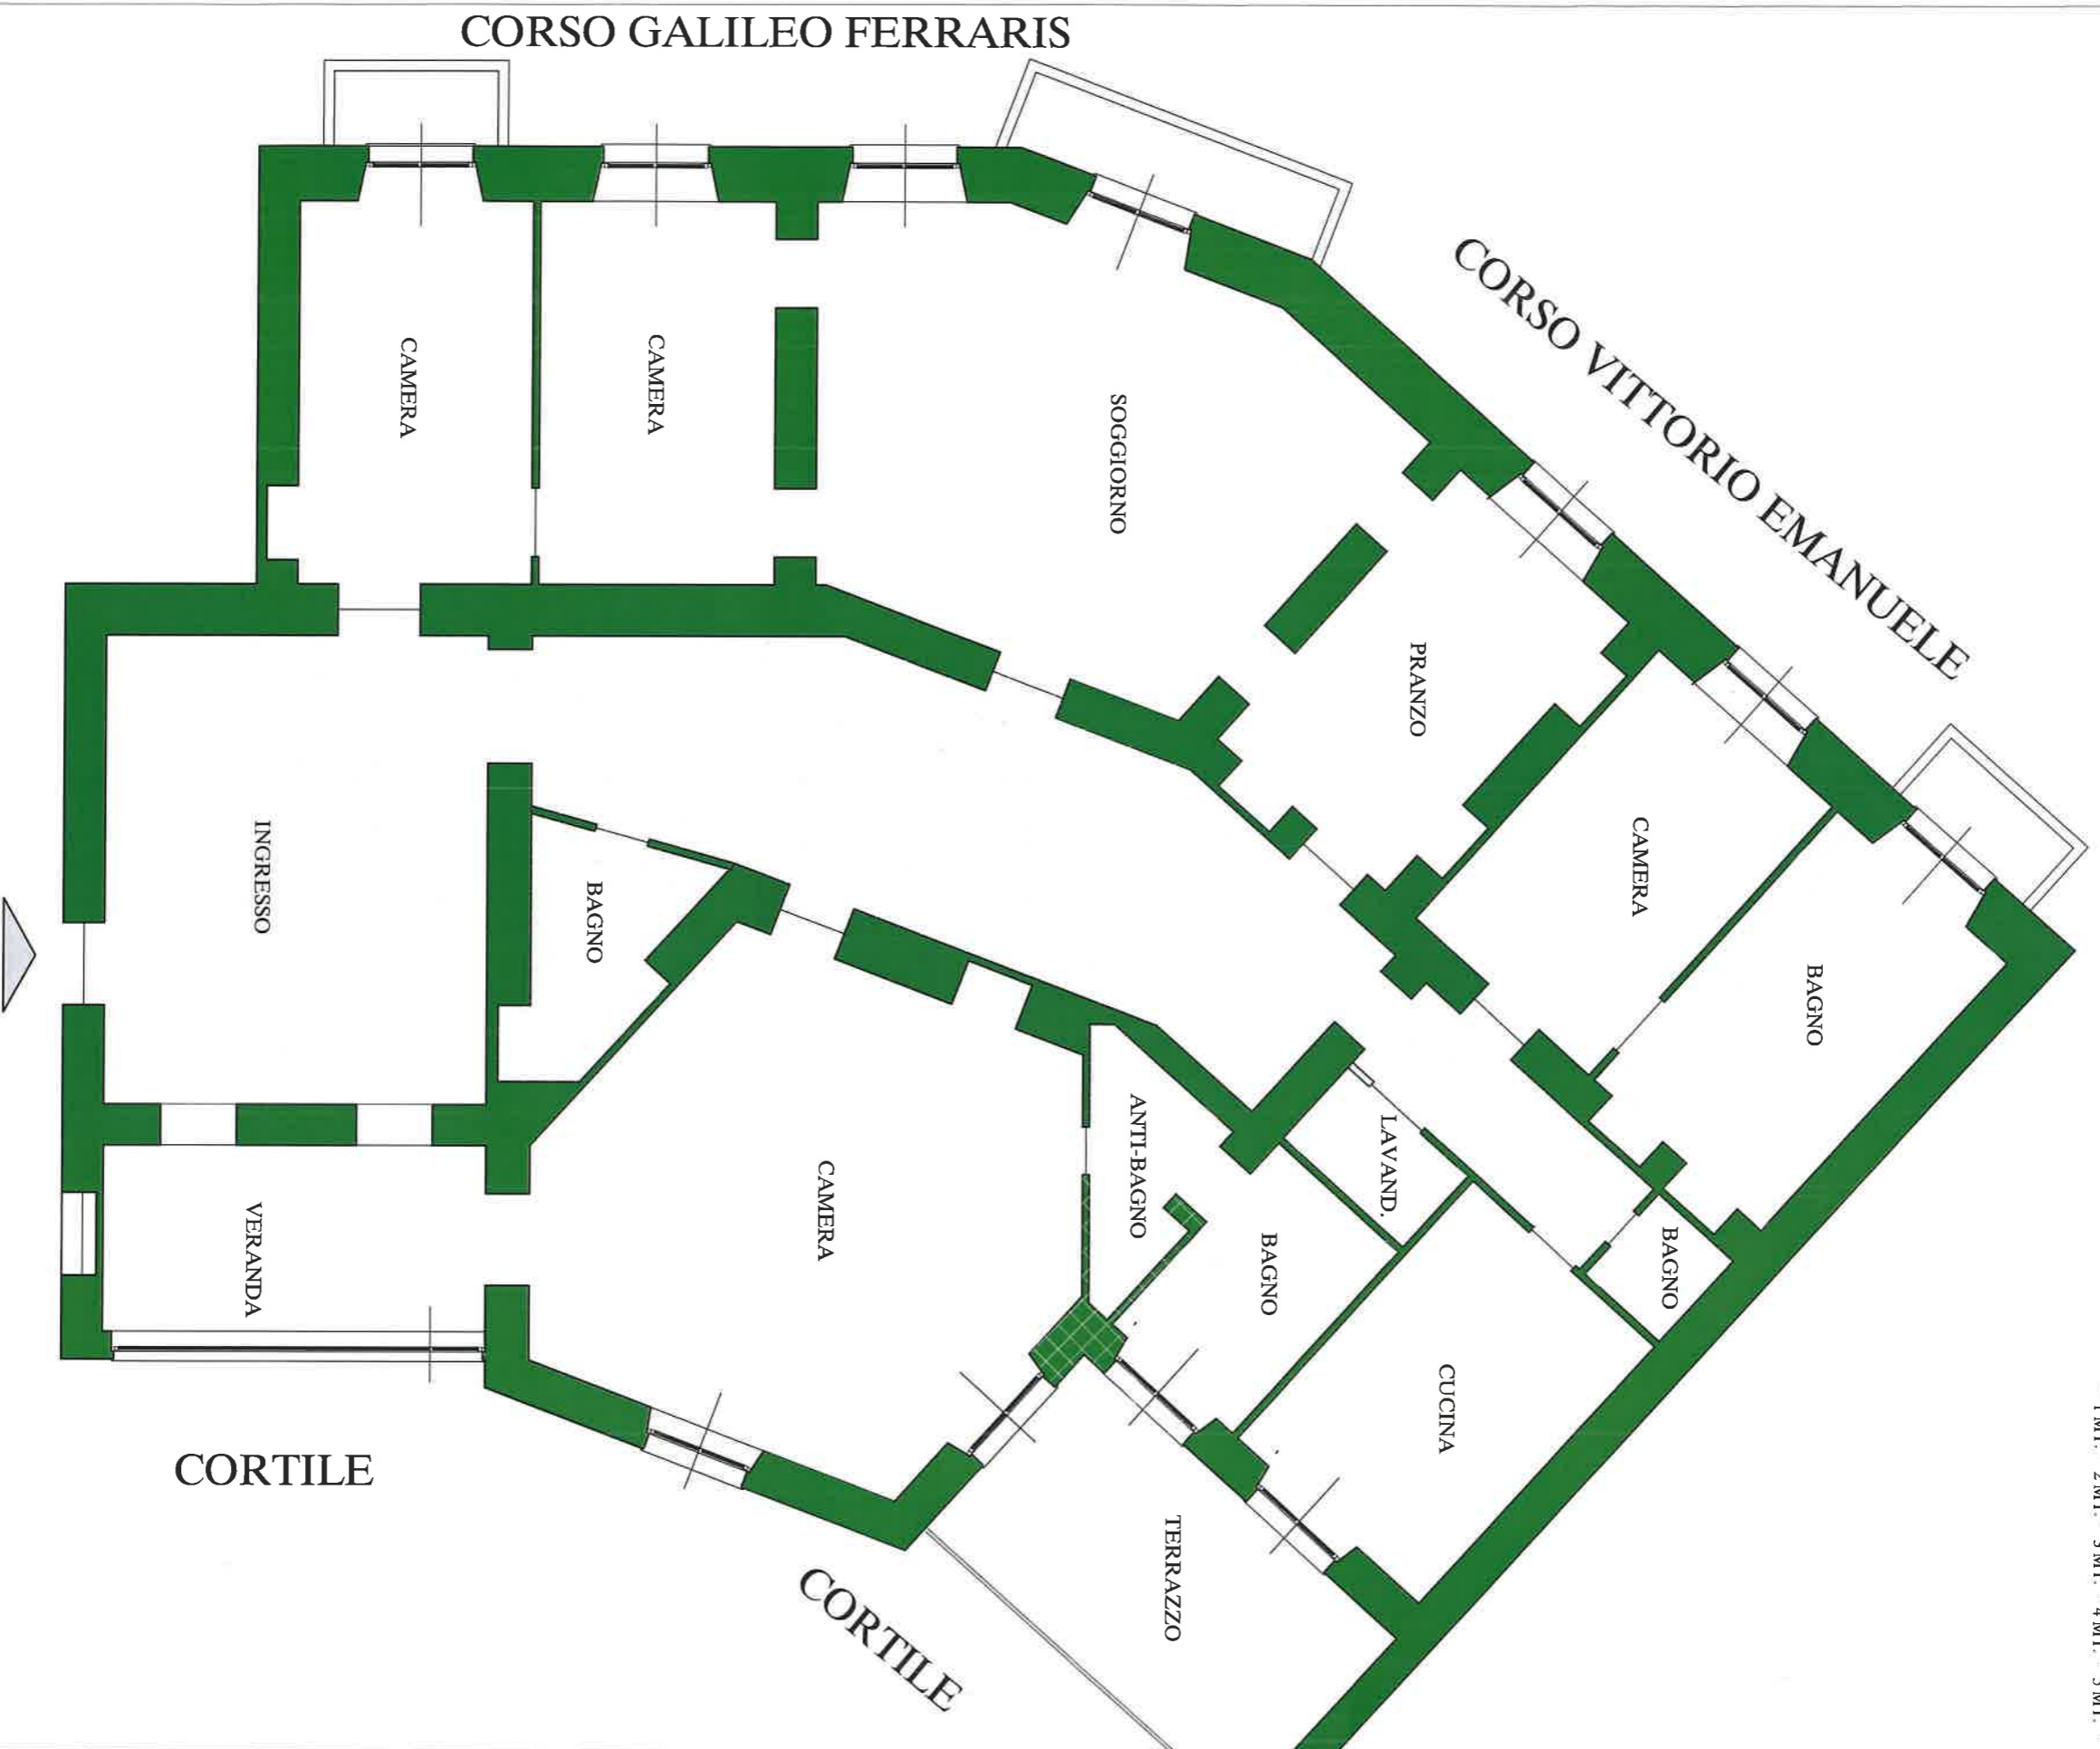 CORSO GALILEO FERRARIS
CORSO VITTORIO EMANUELE
CAMERA
CAMERA
SOGGIORNO
PRANZO
CAMERA
BAGNO
INGRESSO
BAGNO
ANTI-BAGNO
LAVAND.
BAGNO
BAGNO
VERANDA
CAMERA
CUCINA
CORTILE
TERRAZZO
CORTILE